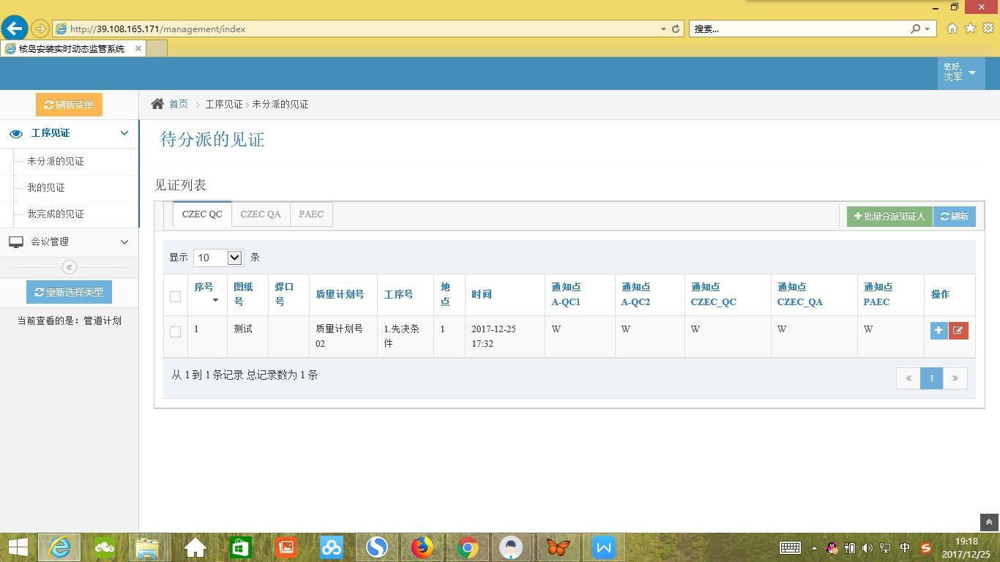 http://39.108.165.171/management/index
搜索...
核岛安装实时动态监管系统
您好,
沈军
刷新菜单
首页 工序见证 未分派的见证
工序见证
待分派的见证
未分派的见证
我的见证
我完成的见证
会议管理
重新选择类型
当前查看的是：管道计划
见证列表
CZEC QC
CZEC QA
PAEC
批量分派见证人
刷新
显示 10 条
序号
图纸号
焊口号
质量计划号
工序号
地点
时间
通知点 A-QC1
通知点 A-QC2
通知点 CZEC_QC
通知点 CZEC_QA
通知点 PAEC
操作
1
测试
质量计划号02
1.先决条件
1
2017-12-25 17:32
W
W
W
W
W
从 1 到 1 条记录 总记录数为 1 条
« 1 »
中
19:18
2017/12/25